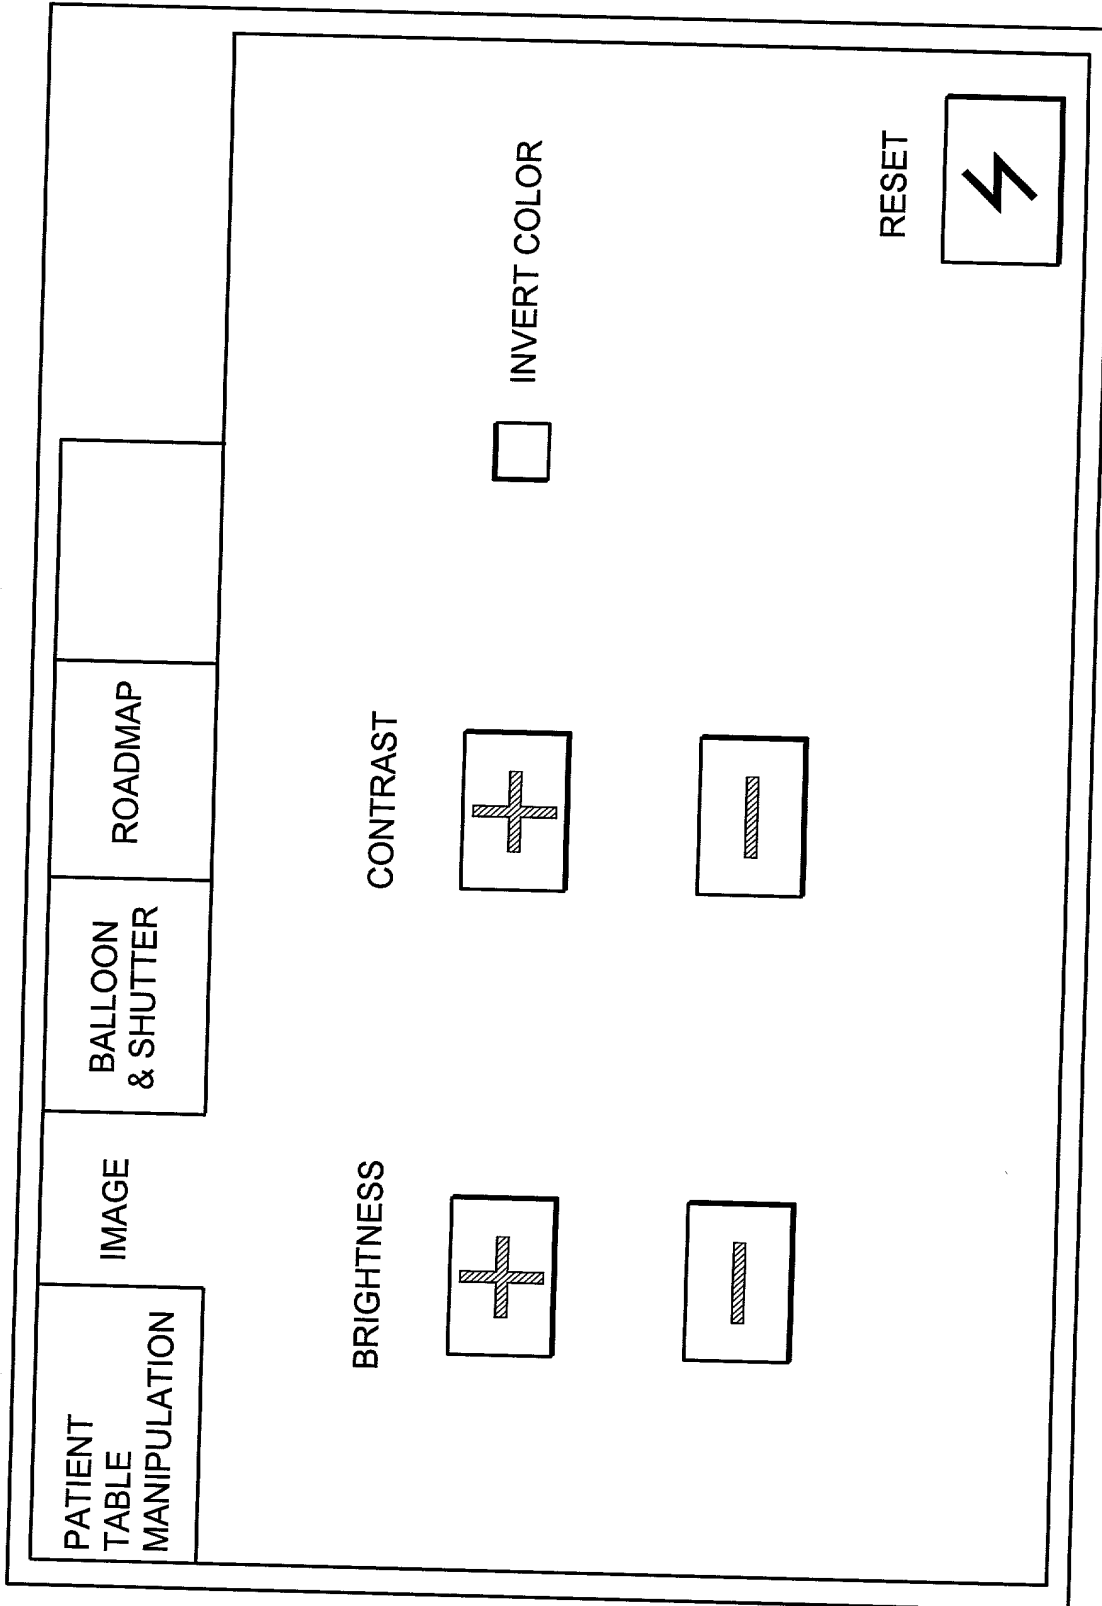 PATIENT
TABLE
MANIPULATION
IMAGE
BALLOON
& SHUTTER
ROADMAP
BRIGHTNESS
CONTRAST
INVERT COLOR
RESET